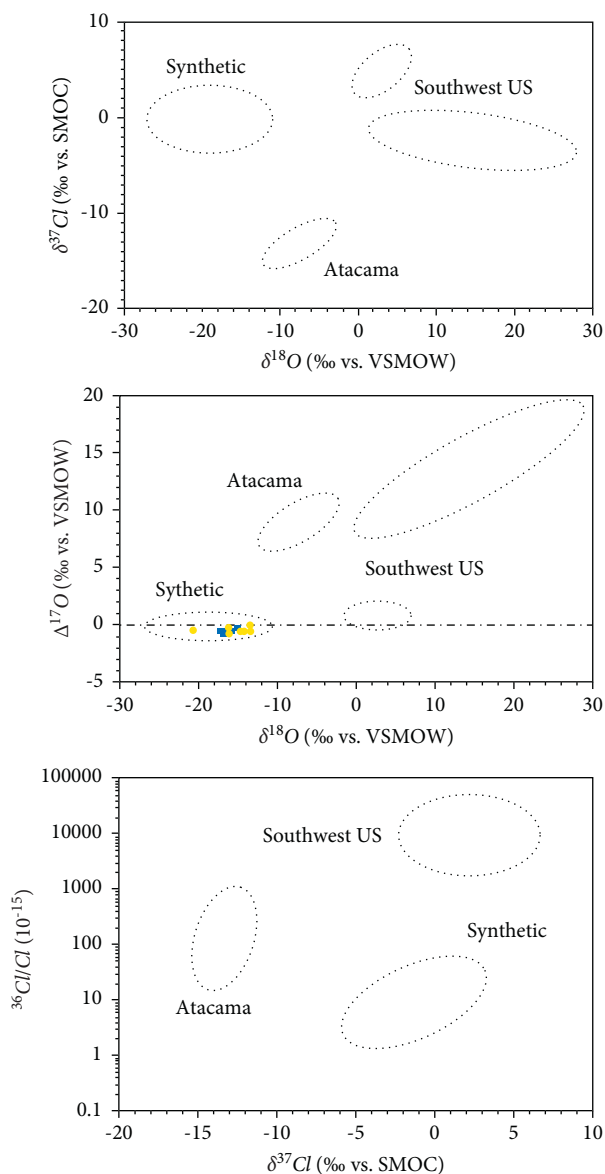 10
Synthetic
Southwest US
0
-10
Atacama
-20
-30 -20 -10 0 10 20 30
δ¹⁸O (‰ vs. VSMOW)
δ³⁷Cl (‰ vs. SMOC)
20
15
Atacama
10
Southwest US
5
Sythetic
0
-5
-30 -20 -10 0 10 20 30
δ¹⁸O (‰ vs. VSMOW)
Δ¹⁷O (‰ vs. VSMOW)
100000
Southwest US
10000
1000
Synthetic
100
Atacama
10
1
0.1
-20 -15 -10 -5 0 5 10
δ³⁷Cl (‰ vs. SMOC)
³⁶Cl/Cl (10⁻¹⁵)